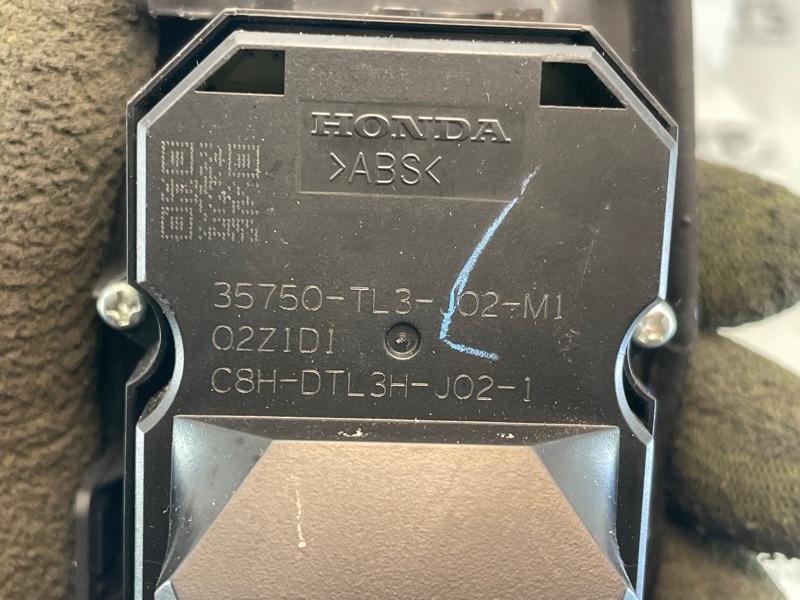 HONDA
>ABS<
35750-TL3-J02-M1
02Z1D1
C8H-DTL3H-J02-1